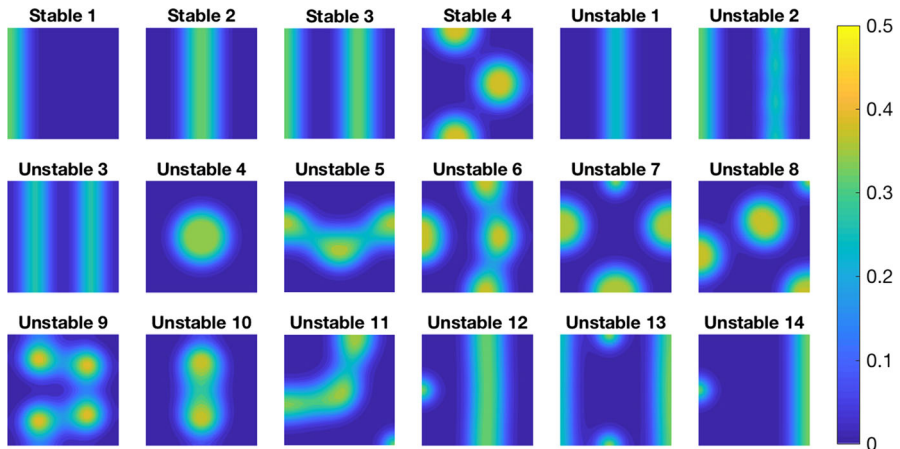 Stable 1 Stable 2 Stable 3 Stable 4 Unstable 1 Unstable 2
Unstable 3 Unstable 4 Unstable 5 Unstable 6 Unstable 7 Unstable 8
Unstable 9 Unstable 10 Unstable 11 Unstable 12 Unstable 13 Unstable 14
0.5
0.4
0.3
0.2
0.1
0